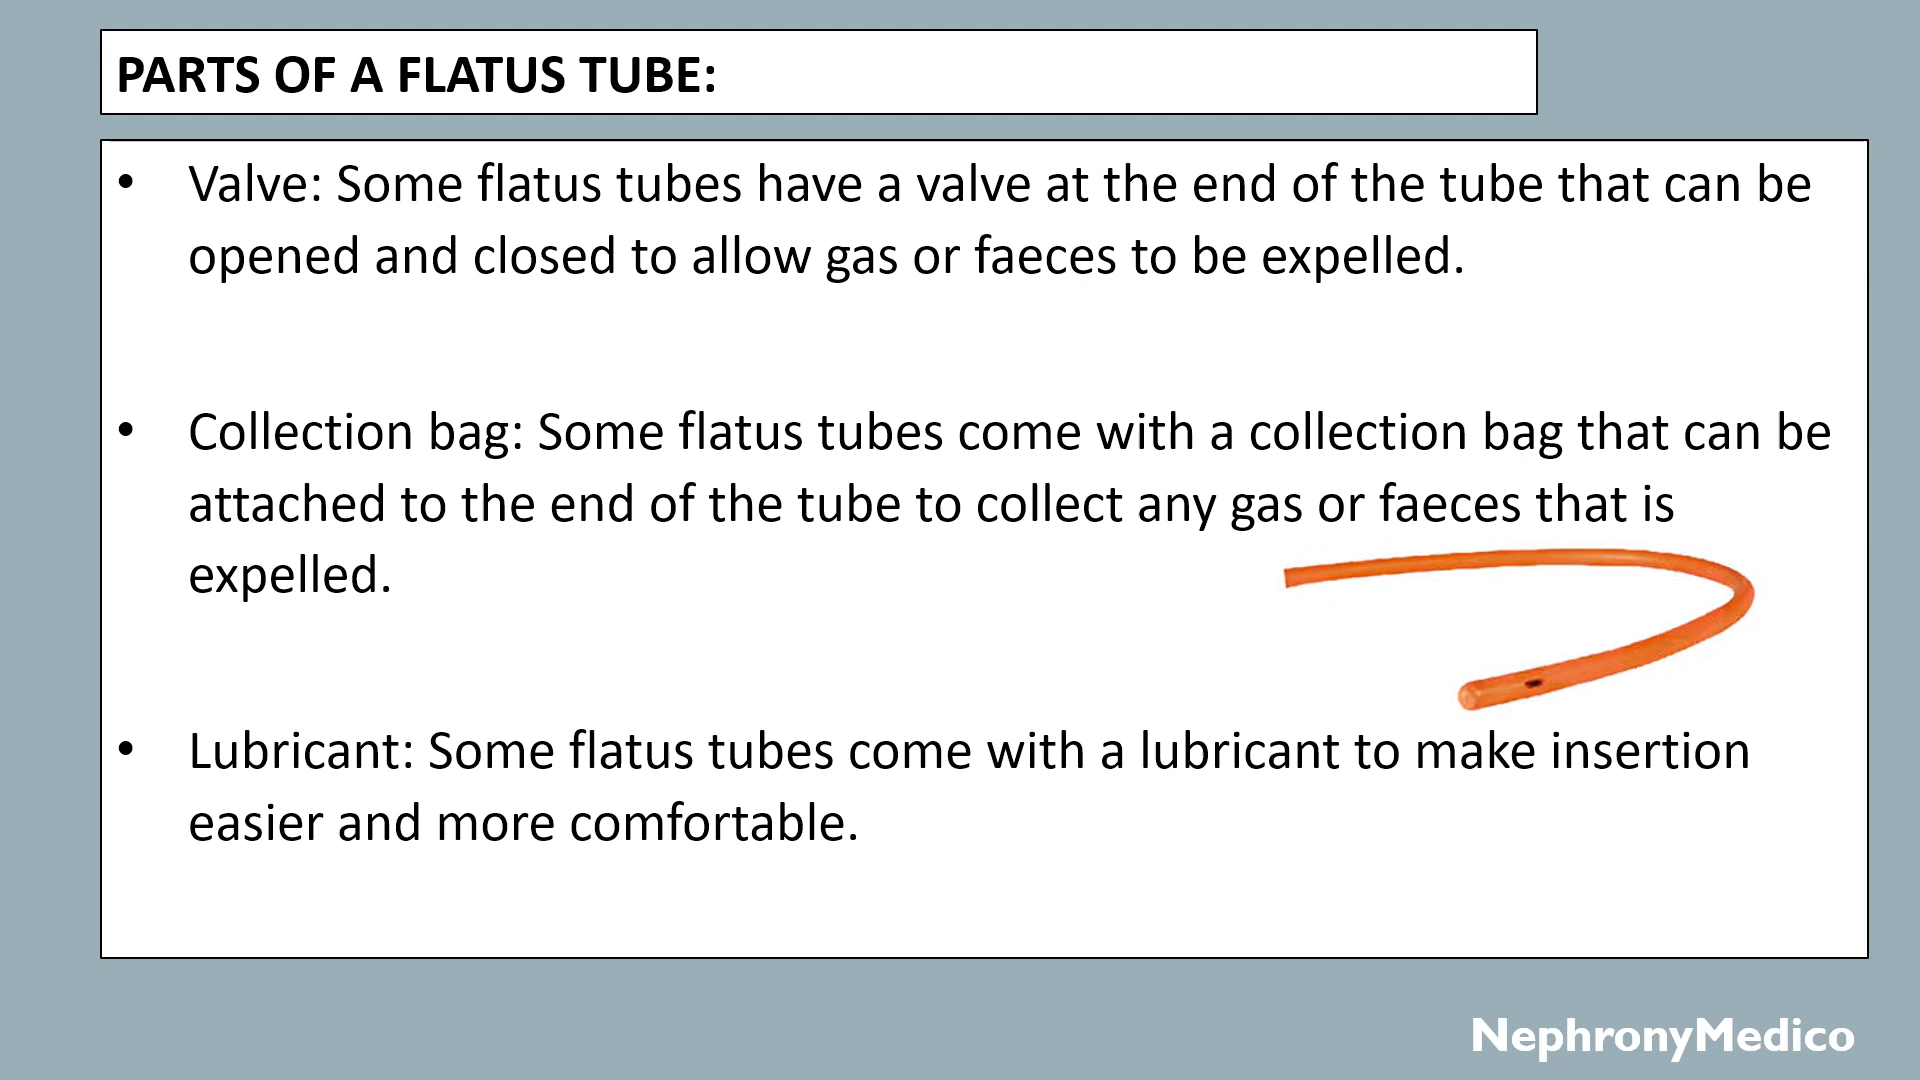 PARTS OF A FLATUS TUBE:
• Valve: Some flatus tubes have a valve at the end of the tube that can be
opened and closed to allow gas or faeces to be expelled.
• Collection bag: Some flatus tubes come with a collection bag that can be
attached to the end of the tube to collect any gas or faeces that is
expelled.
• Lubricant: Some flatus tubes come with a lubricant to make insertion
easier and more comfortable.
NephronyMedico